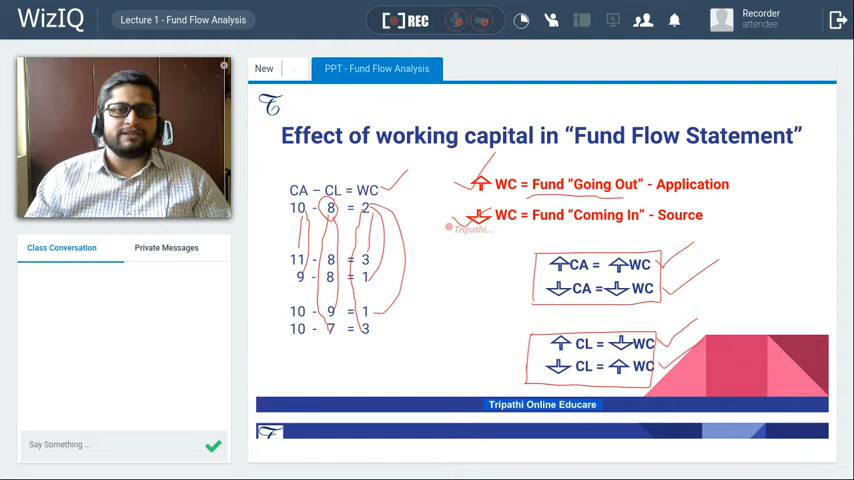 WizIQ
Lecture 1 - Fund Flow Analysis
REC
Recorder
attendee
New
PPT - Fund Flow Analysis
Effect of working capital in “Fund Flow Statement”
CA – CL = WC
10 - 8 = 2
11 - 8 = 3
9 - 8 = 1
10 - 9 = 1
10 - 7 = 3
WC = Fund “Going Out” - Application
WC = Fund “Coming In” - Source
Tripathi...
CA = WC
CA = WC
CL = WC
CL = WC
Tripathi Online Educare
Class Conversation
Private Messages
Say Something ...